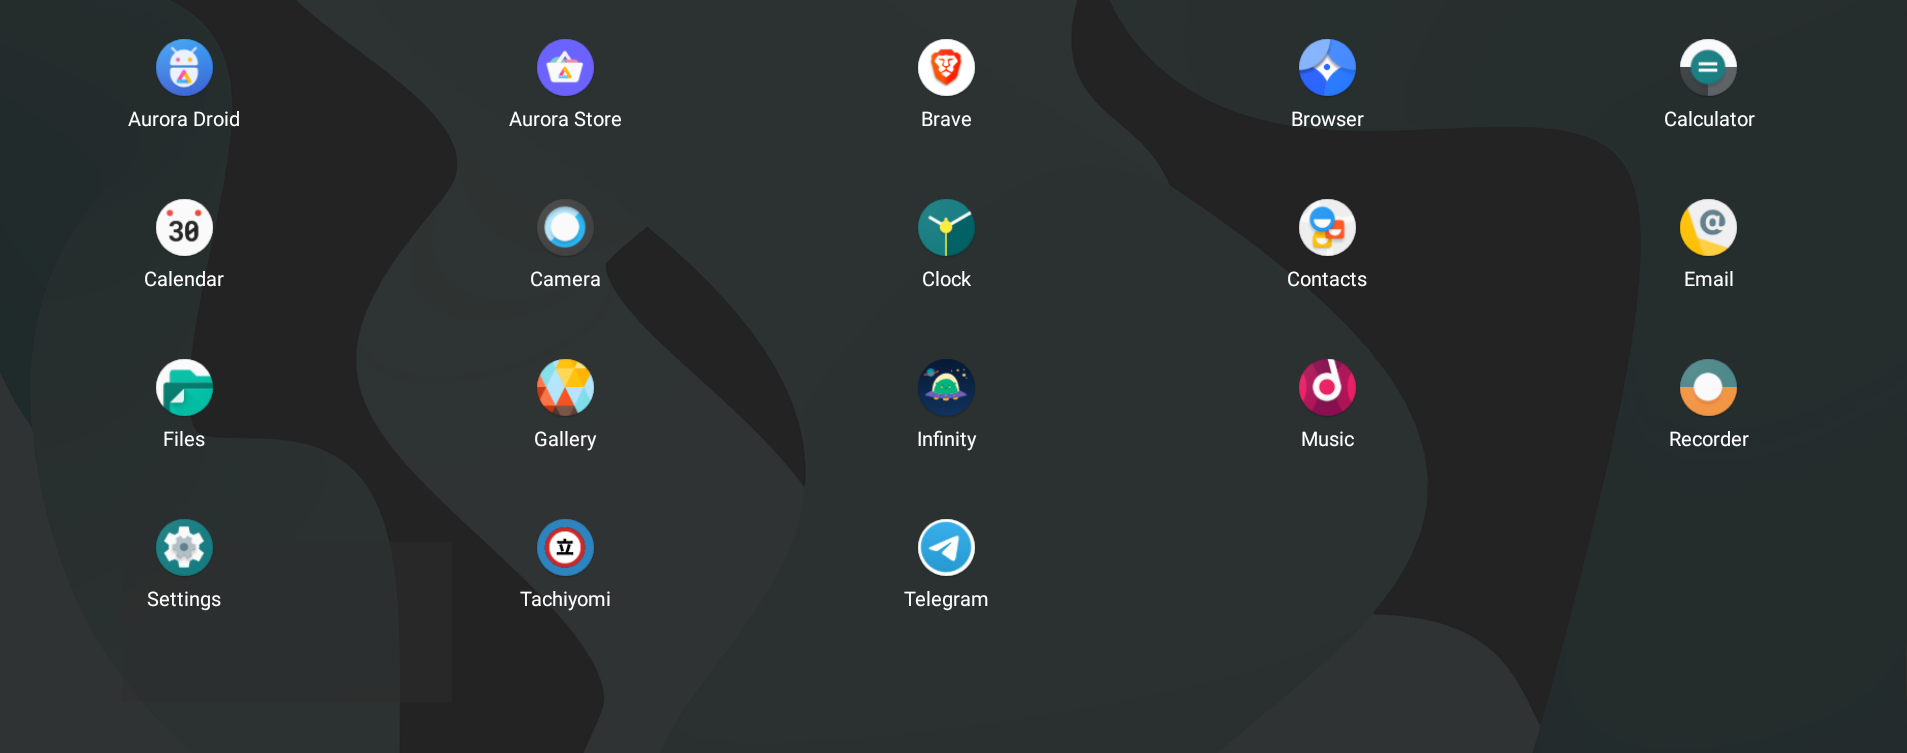 Aurora Droid
Aurora Store
Brave
Browser
Calculator
30
Calendar
Camera
Clock
@
Contacts
Email
Files
Gallery
Infinity
Music
Recorder
立
Settings
Tachiyomi
Telegram